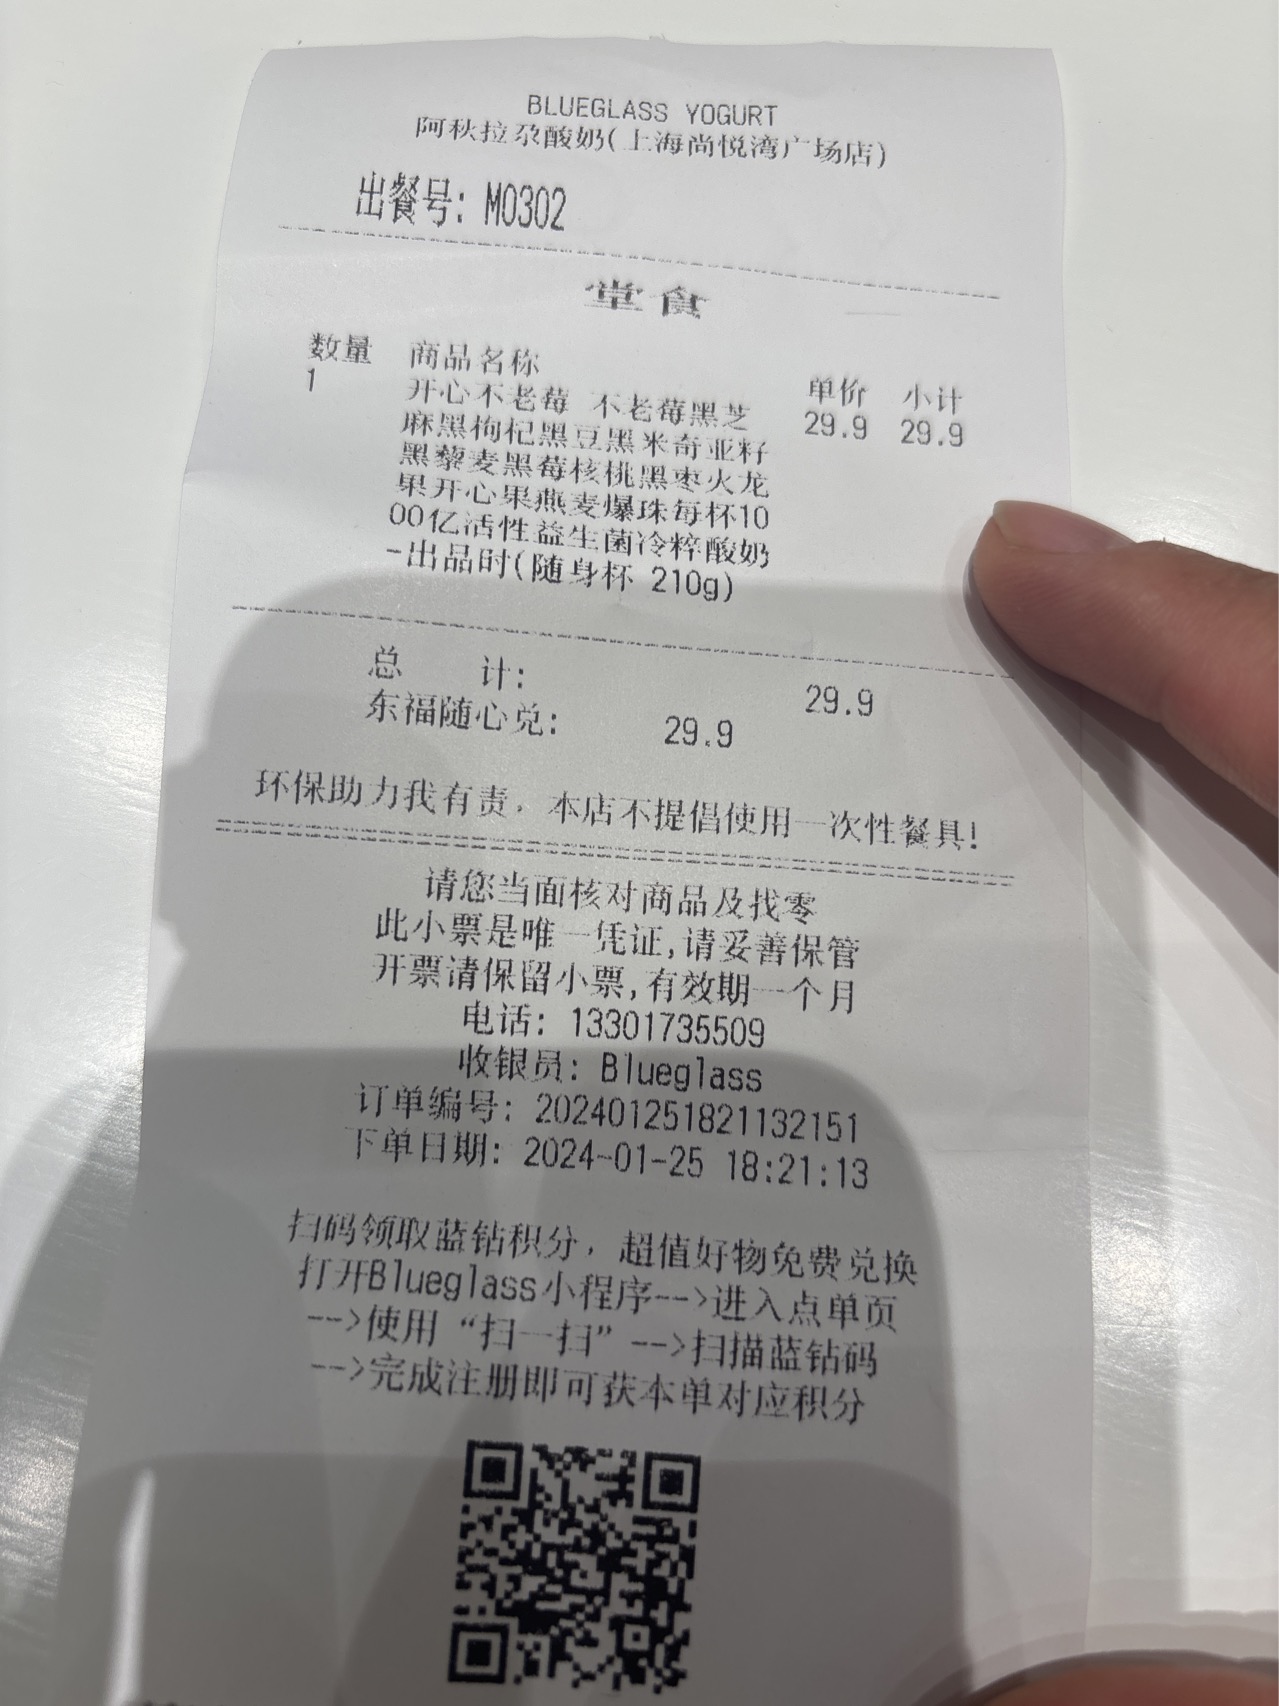 BLUEGLASS YOGURT
阿秋拉尕酸奶(上海尚悦湾广场店)
出餐号: M0302
堂食
数量 商品名称 单价 小计
1 开心不老莓 不老莓黑芝 29.9 29.9
麻黑枸杞黑豆黑米奇亚籽
黑藜麦黑莓核桃黑枣火龙
果开心果燕麦爆珠每杯10
00亿活性益生菌冷粹酸奶
-出品时(随身杯 210g)
总 计: 29.9
东福随心兑: 29.9
环保助力我有责，本店不提倡使用一次性餐具!
请您当面核对商品及找零
此小票是唯一凭证,请妥善保管
开票请保留小票,有效期一个月
电话: 13301735509
收银员: Blueglass
订单编号: 202401251821132151
下单日期: 2024-01-25 18:21:13
扫码领取蓝钻积分，超值好物免费兑换
打开Blueglass小程序-->进入点单页
-->使用“扫一扫”-->扫描蓝钻码
-->完成注册即可获本单对应积分